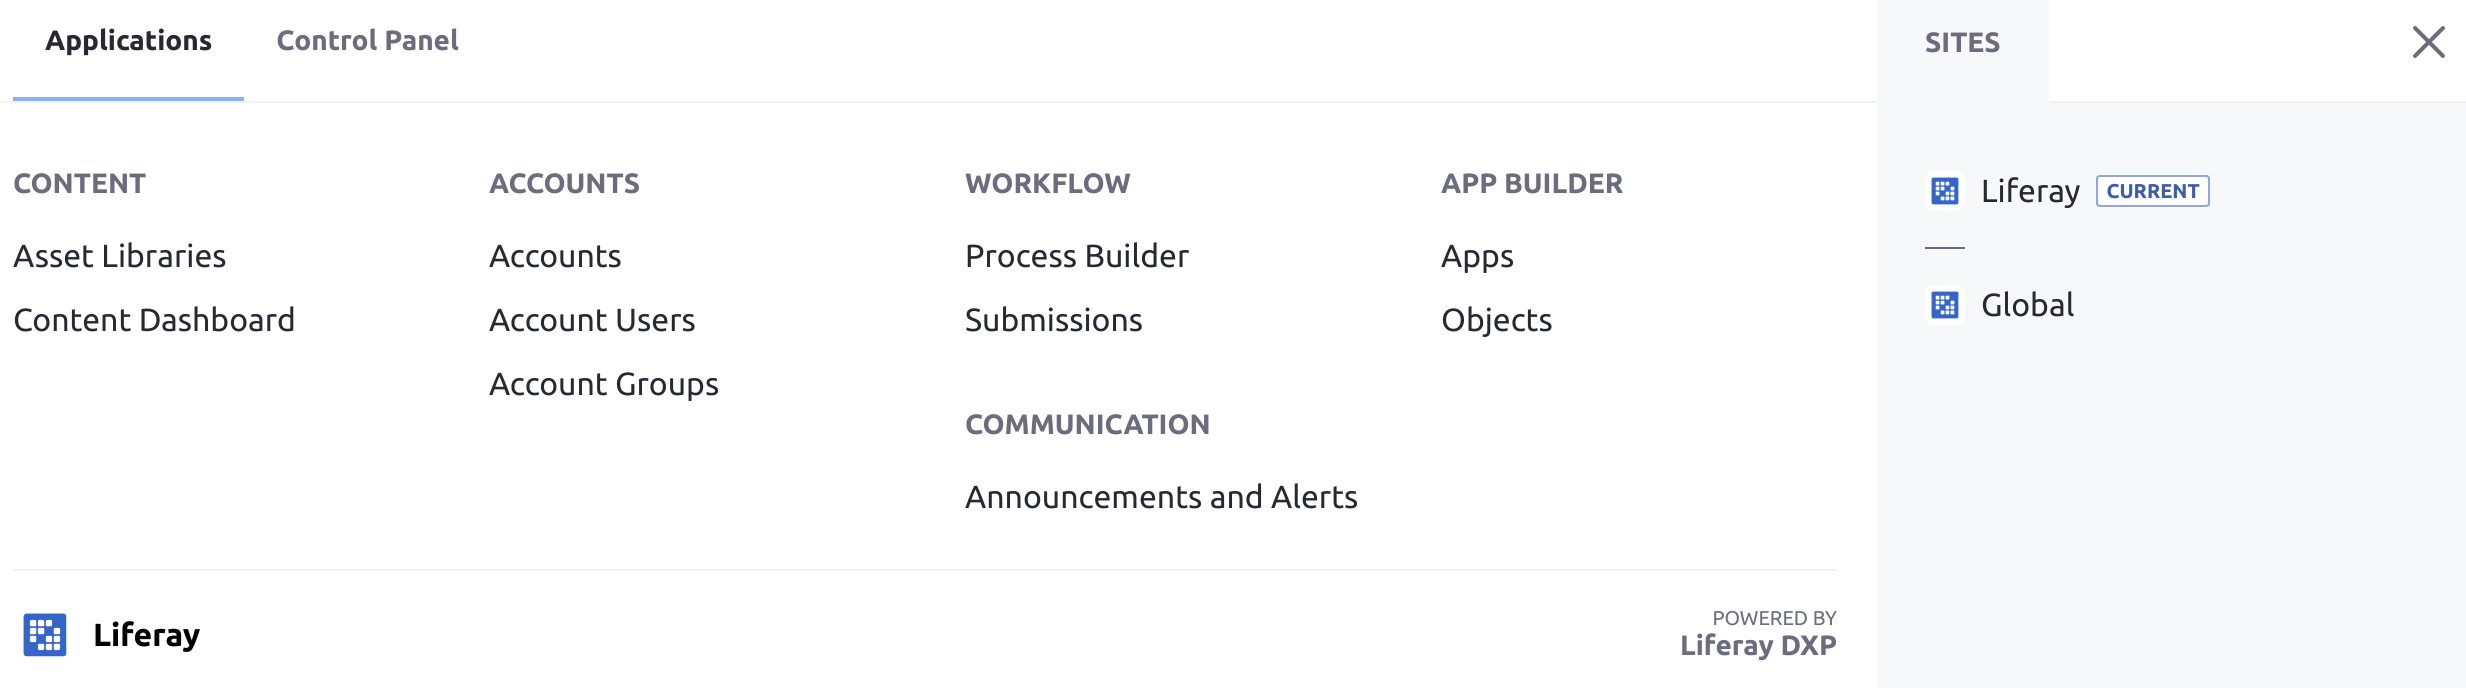 Applications
Control Panel
SITES
CONTENT
Asset Libraries
Content Dashboard
ACCOUNTS
Accounts
Account Users
Account Groups
WORKFLOW
Process Builder
Submissions
COMMUNICATION
Announcements and Alerts
APP BUILDER
Apps
Objects
Liferay CURRENT
Global
Liferay
POWERED BY
Liferay DXP